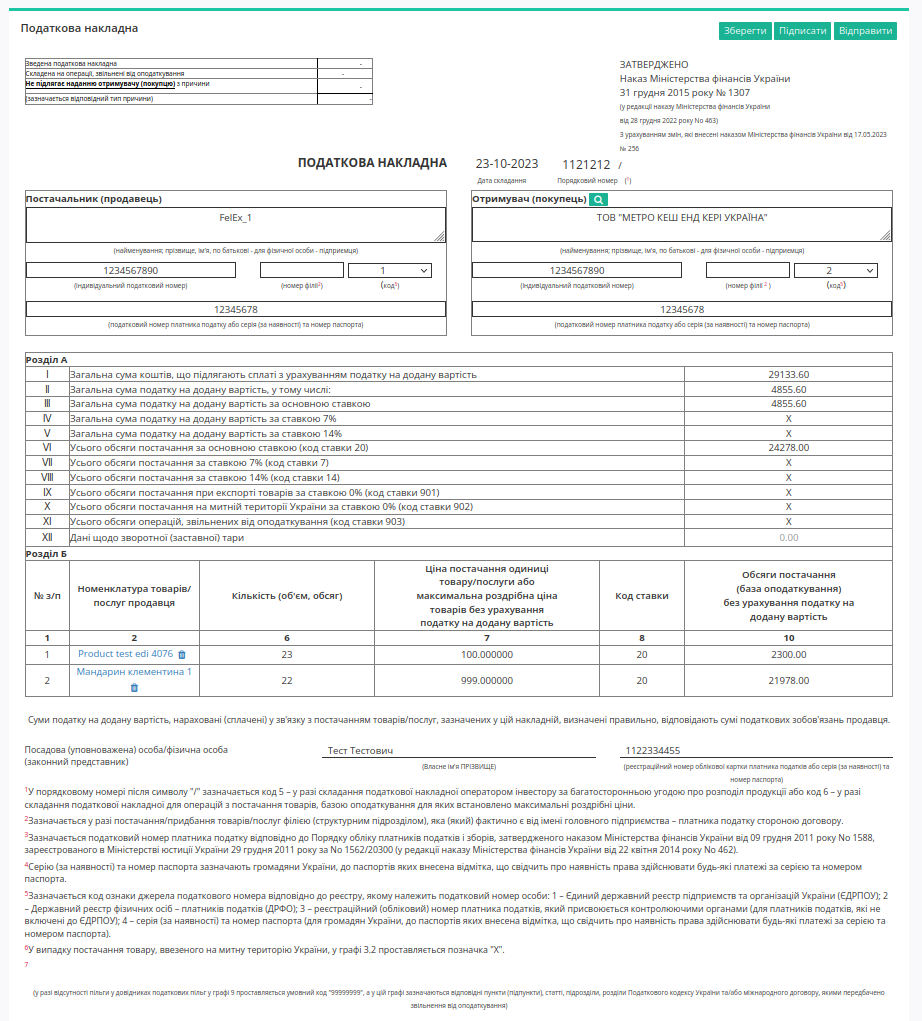 Податкова накладна
Зберегти Підписати Відправити
Зведена податкова накладна -
Складена на операції, звільнені від оподаткування -
Не підлягає наданню отримувачу (покупцю) з причини -
(зазначається відповідний тип причини) -
ЗАТВЕРДЖЕНО
Наказ Міністерства фінансів України
31 грудня 2015 року № 1307
(у редакції наказу Міністерства фінансів України
від 28 грудня 2022 року No 463)
З урахуванням змін, які внесені наказом Міністерства фінансів України від 17.05.2023
№ 256
ПОДАТКОВА НАКЛАДНА 23-10-2023 1121212 /
Дата складання Порядковий номер (¹)
Постачальник (продавець)
FelEx_1
(найменування; прізвище, ім'я, по батькові - для фізичної особи - підприємця)
1234567890 1
(індивідуальний податковий номер) (номер філії²) (код⁵)
12345678
(податковий номер платника податку або серія (за наявності) та номер паспорта)
Отримувач (покупець)
ТОВ "МЕТРО КЕШ ЕНД КЕРІ УКРАЇНА"
(найменування; прізвище, ім'я, по батькові - для фізичної особи - підприємця)
1234567890 2
(індивідуальний податковий номер) (номер філії ² ) (код⁵)
12345678
(податковий номер платника податку або серія (за наявності) та номер паспорта)
Розділ А
I Загальна сума коштів, що підлягають сплаті з урахуванням податку на додану вартість 29133.60
II Загальна сума податку на додану вартість, у тому числі: 4855.60
III Загальна сума податку на додану вартість за основною ставкою 4855.60
IV Загальна сума податку на додану вартість за ставкою 7% X
V Загальна сума податку на додану вартість за ставкою 14% X
VI Усього обсяги постачання за основною ставкою (код ставки 20) 24278.00
VII Усього обсяги постачання за ставкою 7% (код ставки 7) X
VIII Усього обсяги постачання за ставкою 14% (код ставки 14) X
IX Усього обсяги постачання при експорті товарів за ставкою 0% (код ставки 901) X
X Усього обсяги постачання на митній території України за ставкою 0% (код ставки 902) X
XI Усього обсяги операцій, звільнених від оподаткування (код ставки 903) X
XII Дані щодо зворотної (заставної) тари 0.00
Розділ Б
№ з/п
Номенклатура товарів/
послуг продавця
Кількість (об'єм, обсяг)
Ціна постачання одиниці
товару/послуги або
максимальна роздрібна ціна
товарів без урахування
податку на додану вартість
Код ставки
Обсяги постачання
(база оподаткування)
без урахування податку на
додану вартість
1 2 6 7 8 10
1 Product test edi 4076 23 100.000000 20 2300.00
2 Мандарин клементина 1 22 999.000000 20 21978.00
Суми податку на додану вартість, нараховані (сплачені) у зв'язку з постачанням товарів/послуг, зазначених у цій накладній, визначені правильно, відповідають сумі податкових зобов'язань продавця.
Посадова (уповноважена) особа/фізична особа
(законний представник)
Тест Тестович
(Власне ім'я ПРІЗВИЩЕ)
1122334455
(реєстраційний номер облікової картки платника податків або серія (за наявності) та
номер паспорта)
¹У порядковому номері після символу "/" зазначається код 5 – у разі складання податкової накладної оператором інвестору за багатосторонньою угодою про розподіл продукції або код 6 – у разі
складання податкової накладної для операцій з постачання товарів, базою оподаткування для яких встановлено максимальні роздрібні ціни.
²Зазначається у разі постачання/придбання товарів/послуг філією (структурним підрозділом), яка (який) фактично є від імені головного підприємства – платника податку стороною договору.
³Зазначається податковий номер платника податку відповідно до Порядку обліку платників податків і зборів, затвердженого наказом Міністерства фінансів України від 09 грудня 2011 року No 1588,
зареєстрованого в Міністерстві юстиції України 29 грудня 2011 року за No 1562/20300 (у редакції наказу Міністерства фінансів України від 22 квітня 2014 року No 462).
⁴Серію (за наявності) та номер паспорта зазначають громадяни України, до паспортів яких внесена відмітка, що свідчить про наявність права здійснювати будь-які платежі за серією та номером
паспорта.
⁵Зазначається код ознаки джерела податкового номера відповідно до реєстру, якому належить податковий номер особи: 1 – Єдиний державний реєстр підприємств та організацій України (ЄДРПОУ); 2
– Державний реєстр фізичних осіб – платників податків (ДРФО); 3 – реєстраційний (обліковий) номер платника податків, який присвоюється контролюючими органами (для платників податків, які не
включені до ЄДРПОУ); 4 – серія (за наявності) та номер паспорта (для громадян України, до паспортів яких внесена відмітка, що свідчить про наявність права здійснювати будь-які платежі за серією та
номером паспорта).
⁶У випадку постачання товару, ввезеного на митну територію України, у графі 3.2 проставляється позначка "Х".
7
(у разі відсутності пільги у довідниках податкових пільг у графі 9 проставляється умовний код "99999999", а у цій графі зазначаються відповідні пункти (підпункти), статті, підрозділи, розділи Податкового кодексу України та/або міжнародного договору, якими передбачено
звільнення від оподаткування)